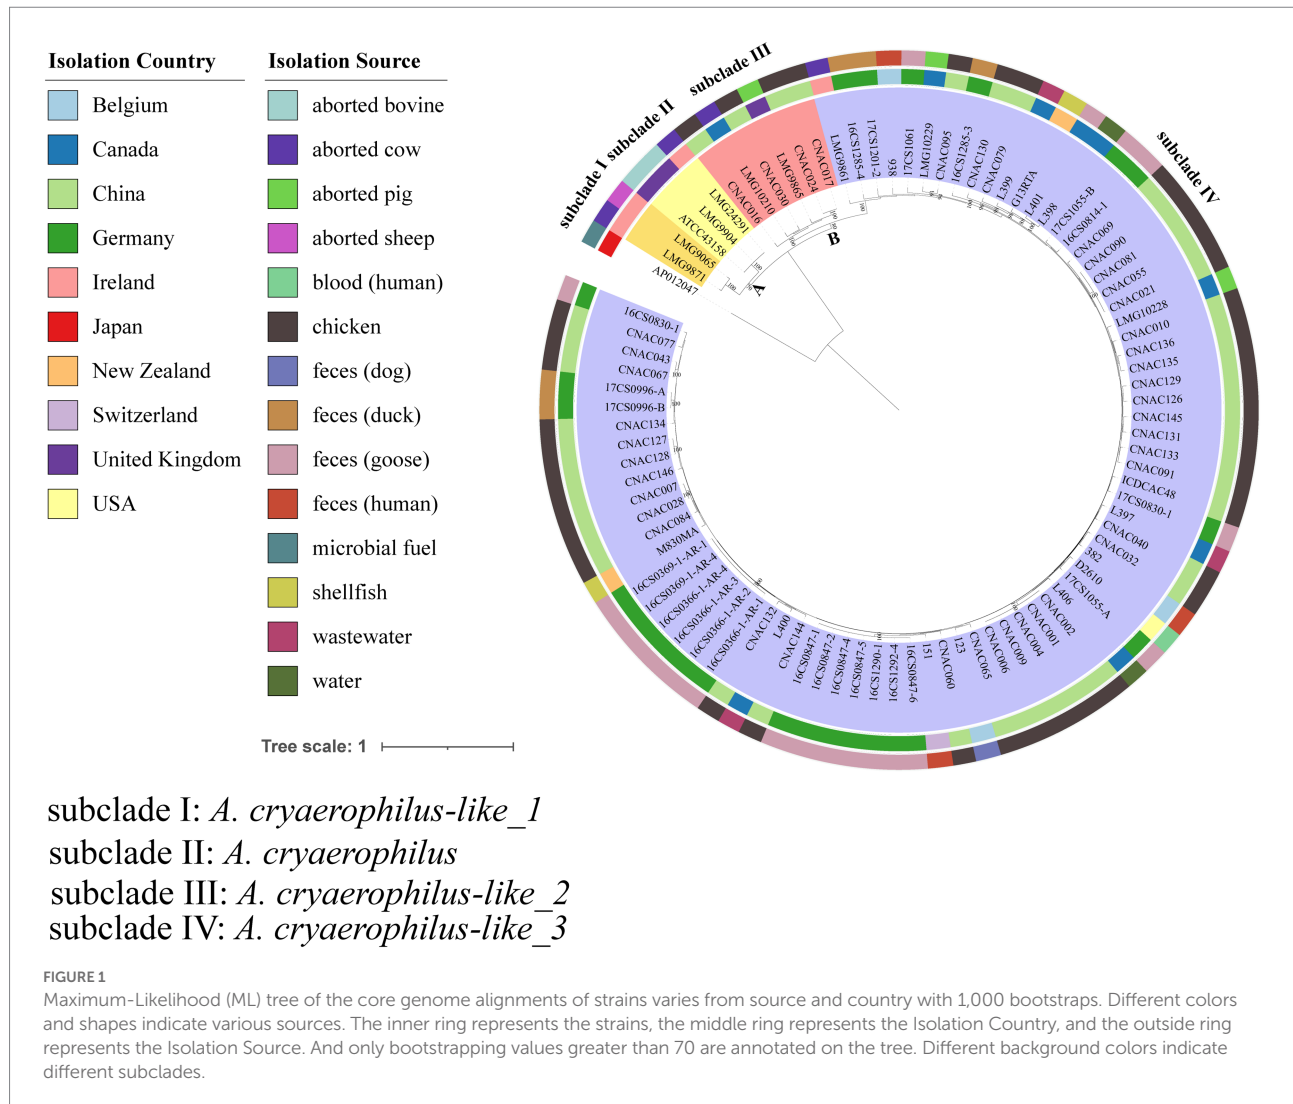 Isolation Country
Belgium
Canada
China
Germany
Ireland
Japan
New Zealand
Switzerland
United Kingdom
USA
Isolation Source
aborted bovine
aborted cow
aborted pig
aborted sheep
blood (human)
chicken
feces (dog)
feces (duck)
feces (goose)
feces (human)
microbial fuel
shellfish
wastewater
water
Tree scale: 1
subclade I
subclade II
subclade III
subclade IV
A
B
AP012047
LMG9871
LMG9065
ATCC43158
LMG9904
LMG24291
CNAC016
LMG10210
CNAC030
LMG9865
CNAC024
CNAC017
LMG9861
16CS1285-4
17CS1201-2
938
17CS1061
LMG10229
CNAC095
16CS1285-3
CNAC130
CNAC079
L399
G13RTA
L401
L398
17CS1055-B
16CS0814-1
CNAC069
CNAC090
CNAC081
CNAC055
CNAC021
LMG10228
CNAC010
CNAC136
CNAC135
CNAC129
CNAC126
CNAC145
CNAC131
CNAC133
CNAC091
ICDCAC48
17CS0830-1
L397
CNAC040
CNAC032
382
D2610
17CS1055-A
L406
CNAC002
CNAC001
CNAC004
CNAC009
CNAC006
CNAC065
123
CNAC060
151
16CS0847-6
16CS1292-4
16CS1290-1
16CS0847-5
16CS0847-4
16CS0847-2
16CS0847-1
CNAC144
L400
CNAC132
16CS0366-1-AR-1
16CS0366-1-AR-2
16CS0366-1-AR-3
16CS0366-1-AR-4
16CS0369-1-AR-4
16CS0369-1-AR-1
M830MA
CNAC084
CNAC028
CNAC007
CNAC146
CNAC128
CNAC127
CNAC134
17CS0996-B
17CS0996-A
CNAC067
CNAC043
CNAC077
16CS0830-1
subclade I: A. cryaerophilus-like_1
subclade II: A. cryaerophilus
subclade III: A. cryaerophilus-like_2
subclade IV: A. cryaerophilus-like_3
FIGURE 1
Maximum-Likelihood (ML) tree of the core genome alignments of strains varies from source and country with 1,000 bootstraps. Different colors
and shapes indicate various sources. The inner ring represents the strains, the middle ring represents the Isolation Country, and the outside ring
represents the Isolation Source. And only bootstrapping values greater than 70 are annotated on the tree. Different background colors indicate
different subclades.